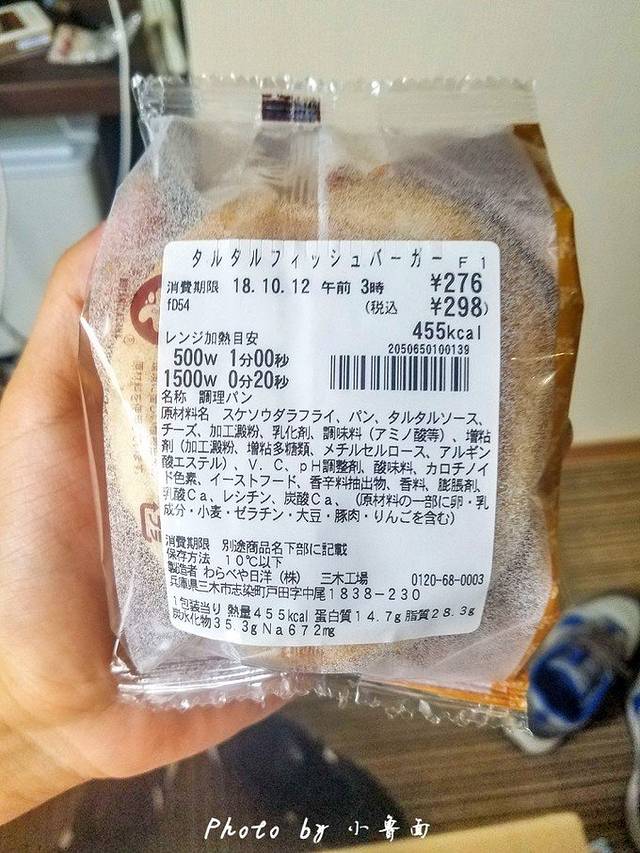 タルタルフィッシュバーガー F1
消費期限 18.10.12 午前 3時 ¥276
fD54 (税込 ¥298)
455kcal
レンジ加熱目安 2050650100139
500W 1分00秒
1500W 0分20秒
名称 調理パン
原材料名 スケソウダラフライ、パン、タルタルソース、
チーズ、加工澱粉、乳化剤、調味料(アミノ酸等)、増粘
剤(加工澱粉、増粘多糖類、メチルセルロース、アルギン
酸エステル)、V.C、pH調整剤、酸味料、カロチノイ
ド色素、イーストフード、香辛料抽出物、香料、膨脹剤、
乳酸Ca、レシチン、炭酸Ca、(原材料の一部に卵・乳
成分・小麦・ゼラチン・大豆・豚肉・りんごを含む)
消費期限 別途商品名下部に記載
保存方法 10℃以下
製造者 わらべや日洋(株) 三木工場 0120-68-0003
兵庫県三木市志染町戸田字中尾1838-230
1包装当り 熱量455kcal 蛋白質14.7g 脂質28.3g
炭水化物35.3g Na672mg
Photo by 小魯面